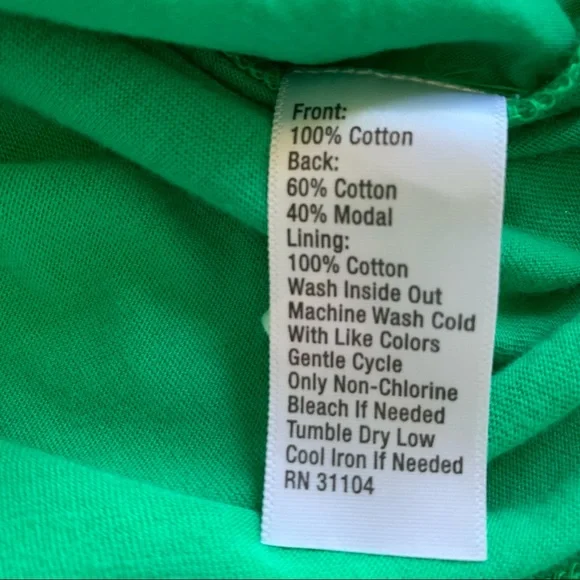 Front:
100% Cotton
Back:
60% Cotton
40% Modal
Lining:
100% Cotton
Wash Inside Out
Machine Wash Cold
With Like Colors
Gentle Cycle
Only Non-Chlorine
Bleach If Needed
Tumble Dry Low
Cool Iron If Needed
RN 31104